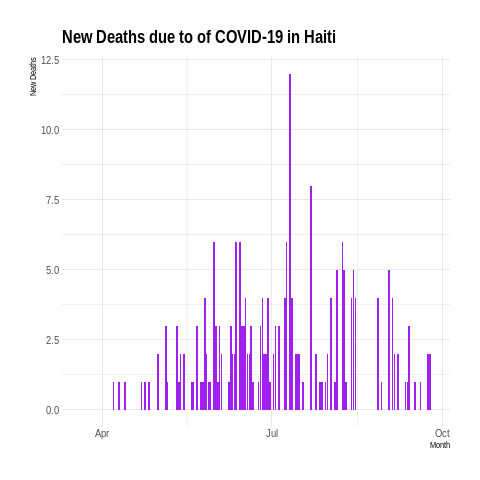 New Deaths due to of COVID-19 in Haiti
New Deaths
12.5
10.0
7.5
5.0
2.5
0.0
Apr
Jul
Oct
Month